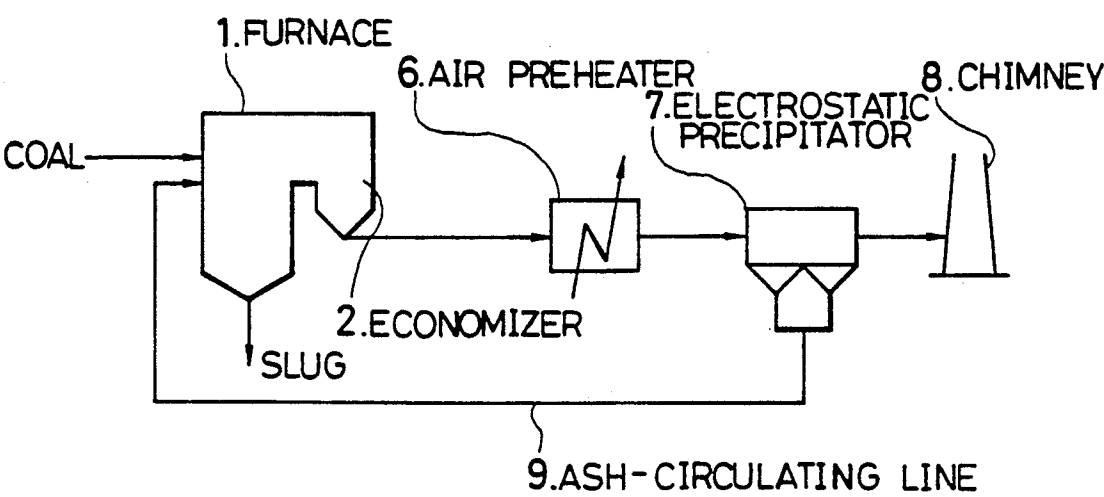 1.FURNACE
6.AIR PREHEATER
8.CHIMNEY
7.ELECTROSTATIC
PRECIPITATOR
COAL
2.ECONOMIZER
SLUG
9.ASH-CIRCULATING LINE